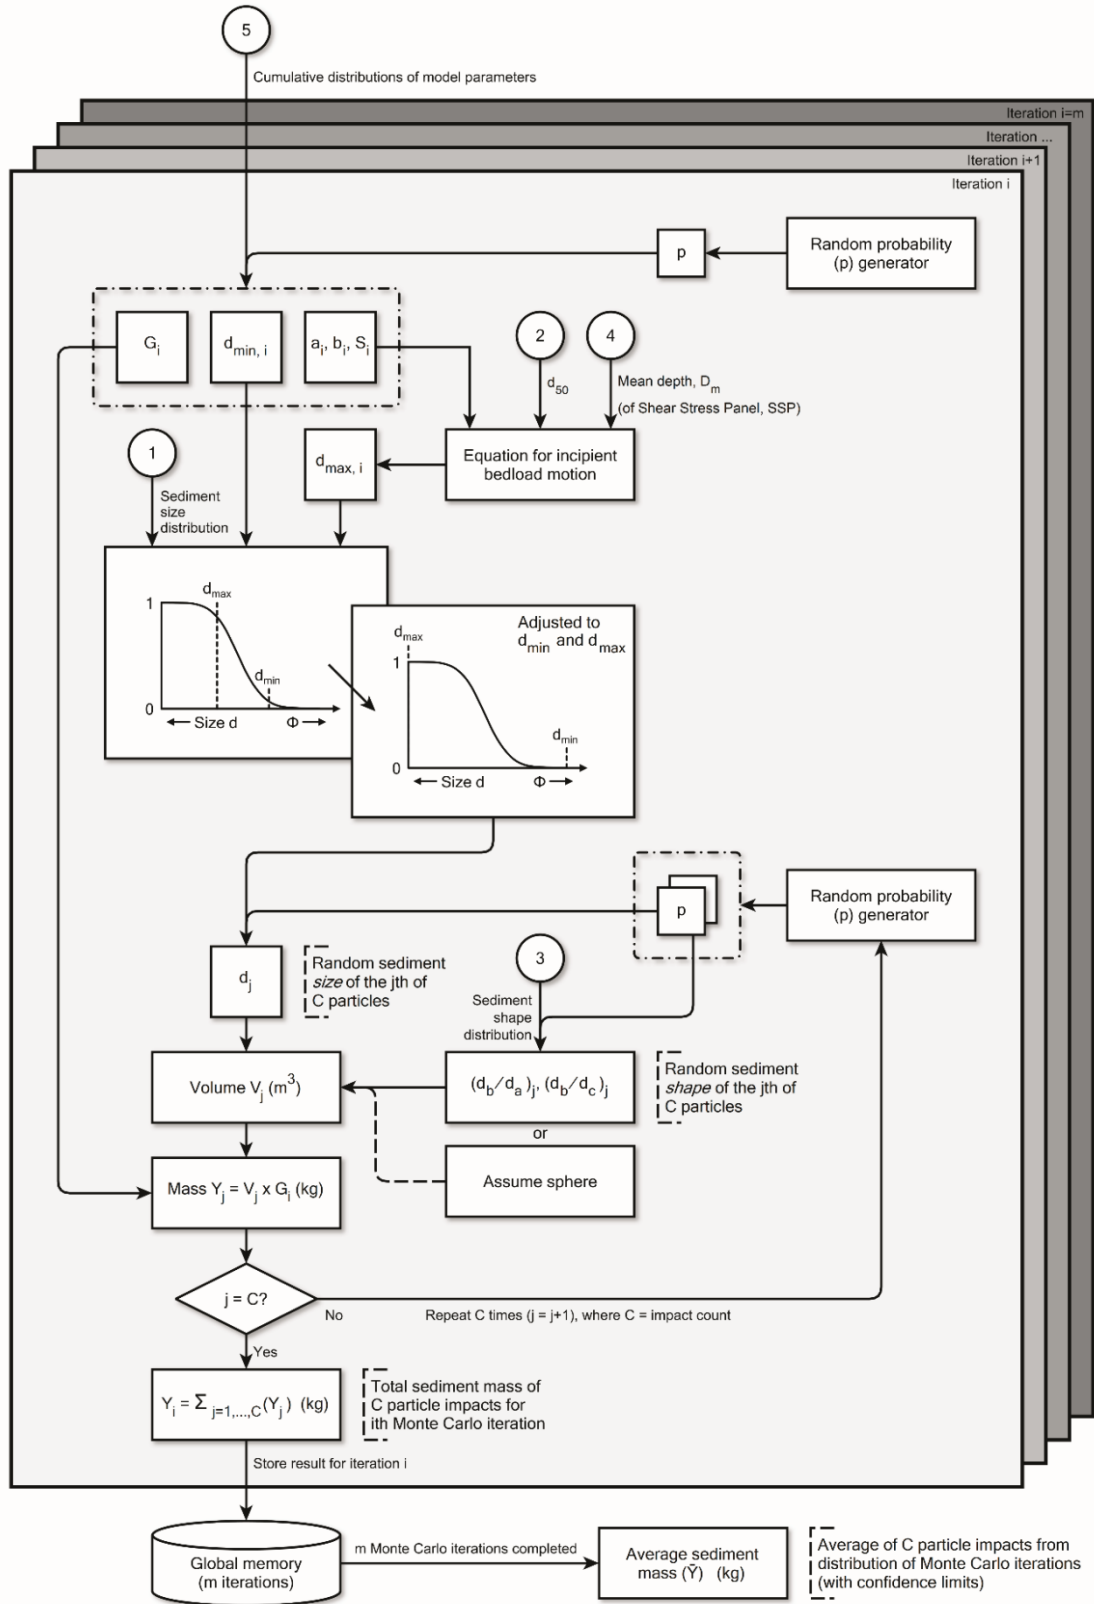 5
Cumulative distributions of model parameters
Iteration i=m
Iteration ...
Iteration i+1
Iteration i
p
Random probability
(p) generator
G_i
d_min, i
a_i, b_i, S_i
2
4
d_50
Mean depth, D_m
(of Shear Stress Panel, SSP)
1
d_max, i
Equation for incipient
bedload motion
Sediment
size
distribution
d_max
1
d_min
0
← Size d
Φ →
Adjusted to
d_min and d_max
d_max
1
d_min
0
← Size d
Φ →
p
Random probability
(p) generator
d_j
Random sediment
size of the jth of
C particles
3
Sediment
shape
distribution
Volume V_j (m³)
(d_b/d_a)_j, (d_b/d_c)_j
Random sediment
shape of the jth of
C particles
or
Assume sphere
Mass Y_j = V_j x G_i (kg)
j = C?
No
Repeat C times (j = j+1), where C = impact count
Yes
Y_i = Σ_j=1,...,C (Y_j) (kg)
Total sediment mass of
C particle impacts for
ith Monte Carlo iteration
Store result for iteration i
Global memory
(m iterations)
m Monte Carlo iterations completed
Average sediment
mass (Ȳ) (kg)
Average of C particle impacts from
distribution of Monte Carlo iterations
(with confidence limits)